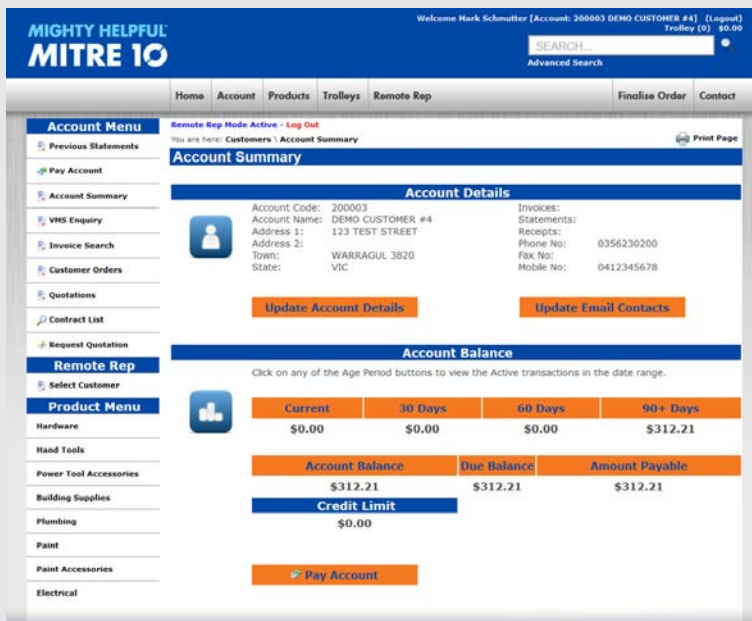 Welcome Mark Schmutter [Account: 200003 DEMO CUSTOMER #4] (Logout)
Trolley (0) $0.00
MIGHTY HELPFUL
MITRE 10
SEARCH...
Advanced Search
Home Account Products Trolleys Remote Rep Finalise Order Contact
Account Menu
Previous Statements
Pay Account
Account Summary
VMS Enquiry
Invoice Search
Customer Orders
Quotations
Contract List
Request Quotation
Remote Rep
Select Customer
Product Menu
Hardware
Hand Tools
Power Tool Accessories
Building Supplies
Plumbing
Paint
Paint Accessories
Electrical
Remote Rep Mode Active - Log Out
You are here: Customers \ Account Summary
Print Page
Account Summary
Account Details
Account Code: 200003
Account Name: DEMO CUSTOMER #4
Address 1: 123 TEST STREET
Address 2:
Town: WARRAGUL 3820
State: VIC
Invoices:
Statements:
Receipts:
Phone No: 0356230200
Fax No:
Mobile No: 0412345678
Update Account Details
Update Email Contacts
Account Balance
Click on any of the Age Period buttons to view the Active transactions in the date range.
Current 30 Days 60 Days 90+ Days
$0.00 $0.00 $0.00 $312.21
Account Balance Due Balance Amount Payable
$312.21 $312.21 $312.21
Credit Limit
$0.00
Pay Account